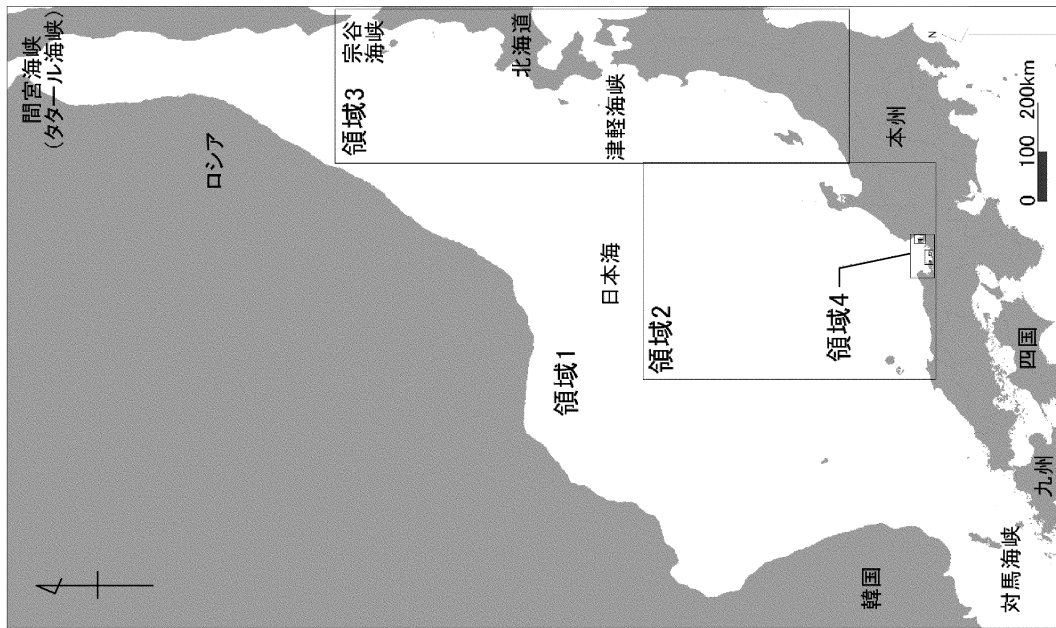 間宮海峡
(タタール海峡)
宗谷
海峡
領域3
北海道
ロシア
津軽海峡
日本海
領域1
領域2
領域4
本州
N
0 100 200km
四国
九州
韓国
対馬海峡